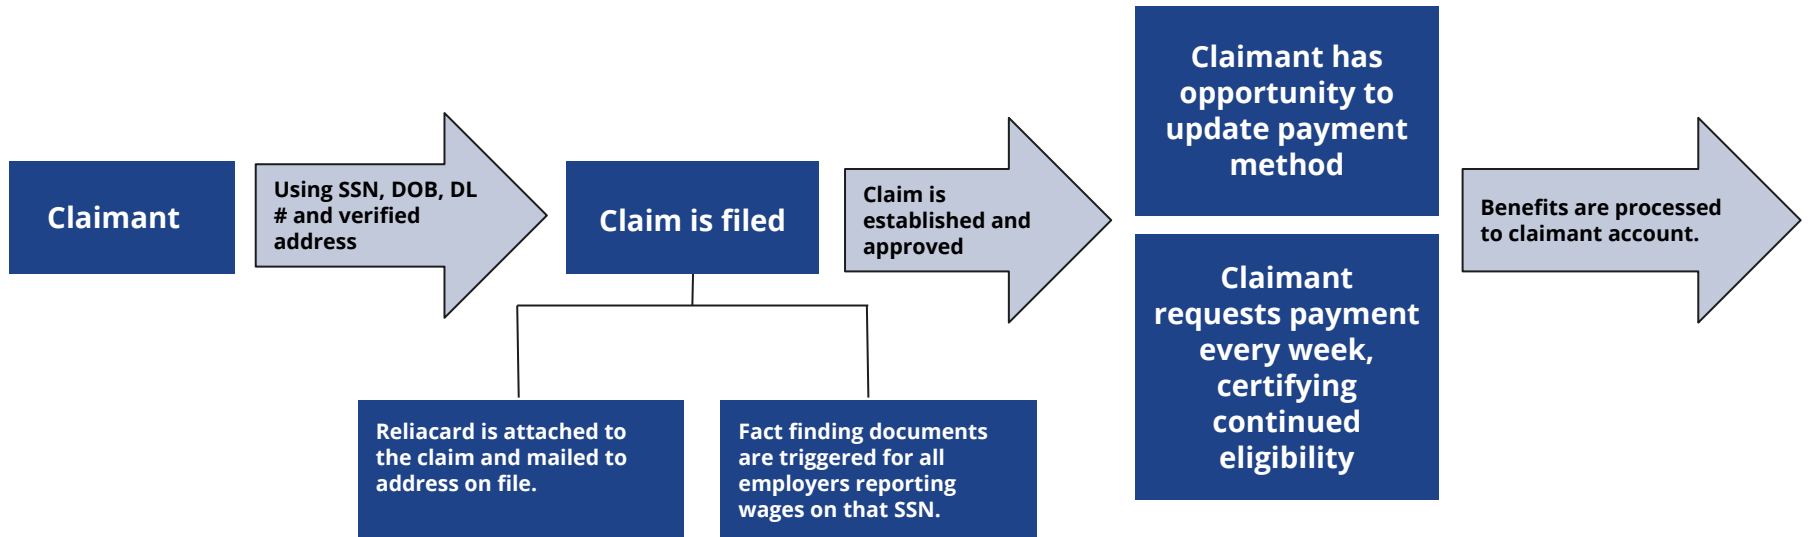 Claimant
Using SSN, DOB, DL
# and verified
address
Claim is filed
Reliacard is attached to
the claim and mailed to
address on file.
Fact finding documents
are triggered for all
employers reporting
wages on that SSN.
Claim is
established and
approved
Claimant has
opportunity to
update payment
method
Claimant
requests payment
every week,
certifying
continued
eligibility
Benefits are processed
to claimant account.